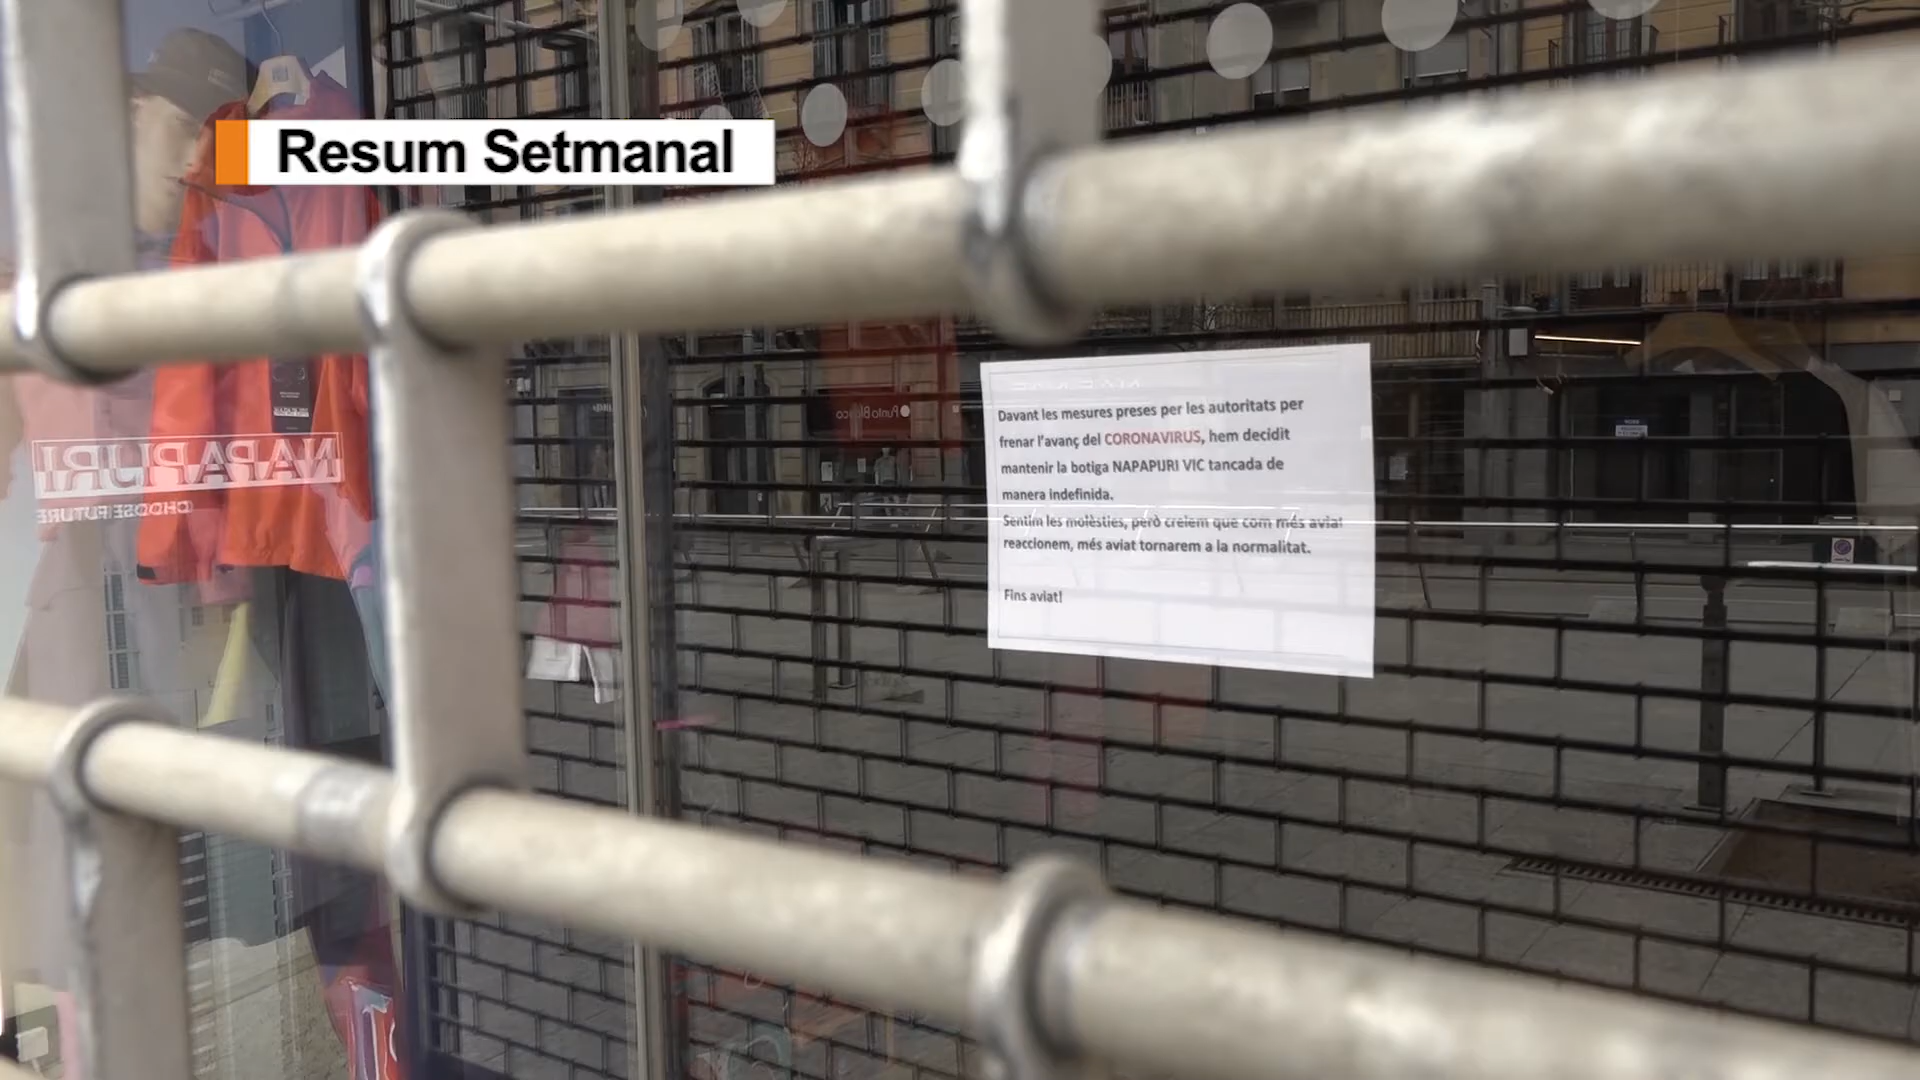 Resum Setmanal
Davant les mesures preses per les autoritats per
frenar l'avanç del CORONAVIRUS, hem decidit
mantenir la botiga NAPAPIJRI VIC tancada de
manera indefinida.
Sentim les molèsties, però creiem que com més aviat
reaccionem, més aviat tornarem a la normalitat.
Fins aviat!
NAPAPIJRI
CHOOSE FUTURE
Punto Blanco